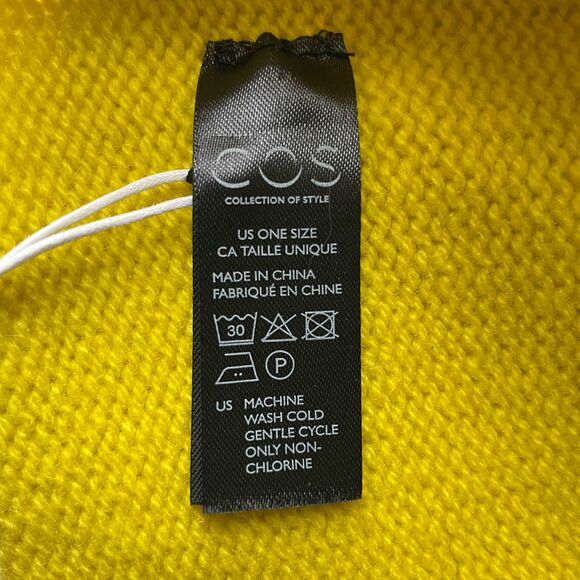 COS
COLLECTION OF STYLE
US ONE SIZE
CA TAILLE UNIQUE
MADE IN CHINA
FABRIQUÉ EN CHINE
30
P
US MACHINE
WASH COLD
GENTLE CYCLE
ONLY NON-
CHLORINE